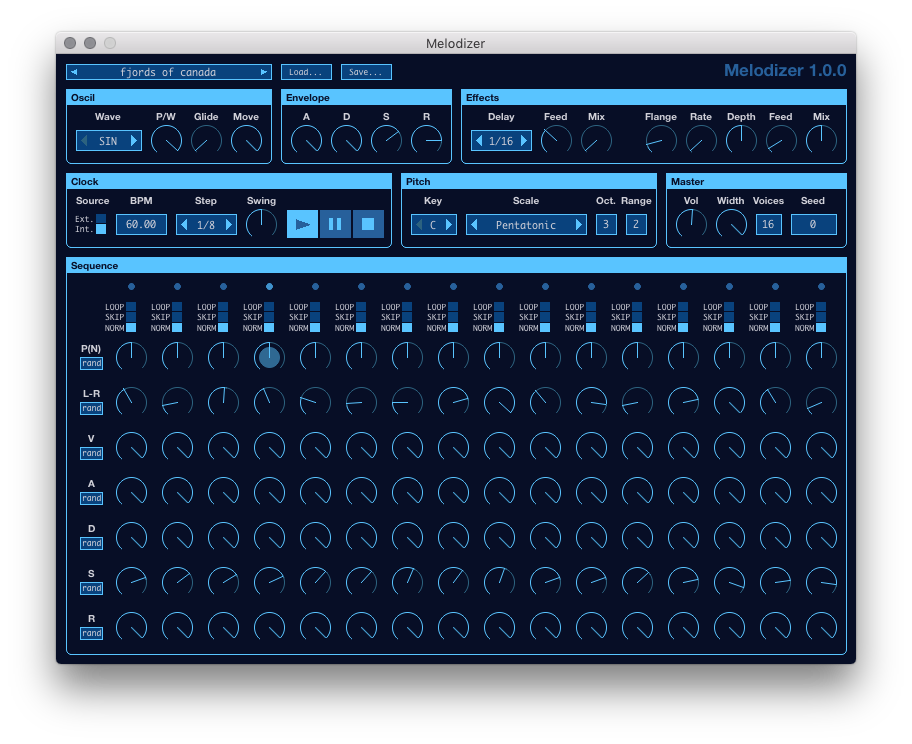 Melodizer
fjords of canada Load... Save... Melodizer 1.0.0
Oscil Envelope Effects
Wave P/W Glide Move A D S R Delay Feed Mix Flange Rate Depth Feed Mix
SIN 1/16
Clock Pitch Master
Source BPM Step Swing Key Scale Oct. Range Vol Width Voices Seed
Ext.
Int. 60.00 1/8 C Pentatonic 3 2 16 0
Sequence
LOOP LOOP LOOP LOOP LOOP LOOP LOOP LOOP LOOP LOOP LOOP LOOP LOOP LOOP LOOP LOOP
SKIP SKIP SKIP SKIP SKIP SKIP SKIP SKIP SKIP SKIP SKIP SKIP SKIP SKIP SKIP SKIP
NORM NORM NORM NORM NORM NORM NORM NORM NORM NORM NORM NORM NORM NORM NORM NORM
P(N)
rand
L-R
rand
V
rand
A
rand
D
rand
S
rand
R
rand